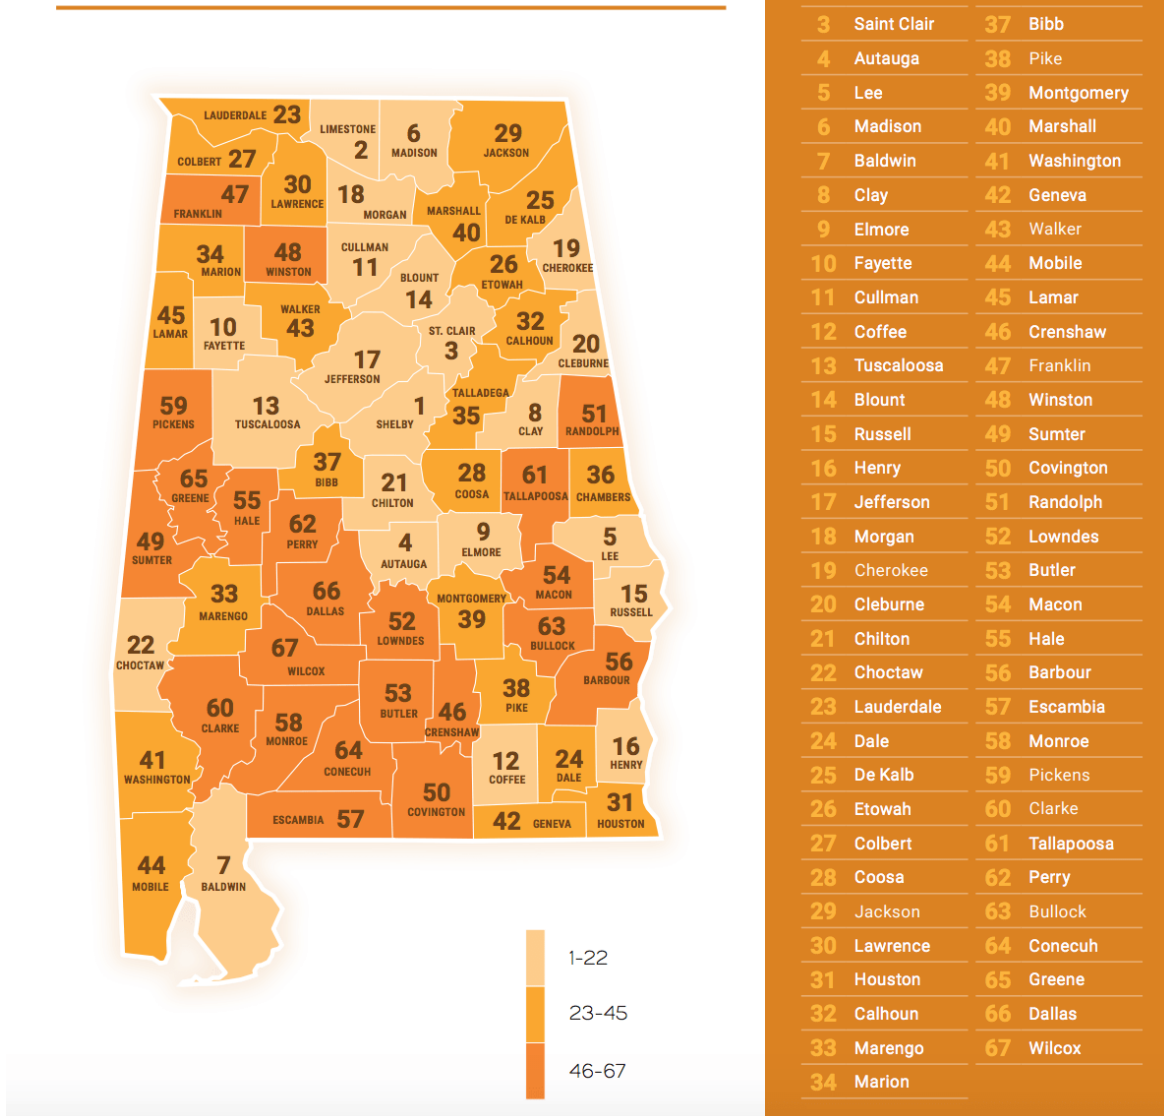 LAUDERDALE 23
LIMESTONE
2
6
MADISON
29
JACKSON
COLBERT 27
30
LAWRENCE
47
FRANKLIN
18
MORGAN
MARSHALL
40
25
DE KALB
34
MARION
48
WINSTON
CULLMAN
11
BLOUNT
14
26
ETOWAH
19
CHEROKEE
45
LAMAR
10
FAYETTE
WALKER
43
17
JEFFERSON
ST. CLAIR
3
32
CALHOUN
20
CLEBURNE
59
PICKENS
13
TUSCALOOSA
1
SHELBY
TALLADEGA
35
8
CLAY
51
RANDOLPH
65
GREENE
55
HALE
37
BIBB
21
CHILTON
28
COOSA
61
TALLAPOOSA
36
CHAMBERS
49
SUMTER
62
PERRY
4
AUTAUGA
9
ELMORE
5
LEE
33
MARENGO
66
DALLAS
52
LOWNDES
MONTGOMERY
39
54
MACON
15
RUSSELL
22
CHOCTAW
67
WILCOX
63
BULLOCK
56
BARBOUR
60
CLARKE
58
MONROE
53
BUTLER
46
CRENSHAW
38
PIKE
41
WASHINGTON
64
CONECUH
50
COVINGTON
12
COFFEE
24
DALE
16
HENRY
ESCAMBIA 57
42 GENEVA
31
HOUSTON
44
MOBILE
7
BALDWIN
1-22
23-45
46-67
3 Saint Clair
4 Autauga
5 Lee
6 Madison
7 Baldwin
8 Clay
9 Elmore
10 Fayette
11 Cullman
12 Coffee
13 Tuscaloosa
14 Blount
15 Russell
16 Henry
17 Jefferson
18 Morgan
19 Cherokee
20 Cleburne
21 Chilton
22 Choctaw
23 Lauderdale
24 Dale
25 De Kalb
26 Etowah
27 Colbert
28 Coosa
29 Jackson
30 Lawrence
31 Houston
32 Calhoun
33 Marengo
34 Marion
37 Bibb
38 Pike
39 Montgomery
40 Marshall
41 Washington
42 Geneva
43 Walker
44 Mobile
45 Lamar
46 Crenshaw
47 Franklin
48 Winston
49 Sumter
50 Covington
51 Randolph
52 Lowndes
53 Butler
54 Macon
55 Hale
56 Barbour
57 Escambia
58 Monroe
59 Pickens
60 Clarke
61 Tallapoosa
62 Perry
63 Bullock
64 Conecuh
65 Greene
66 Dallas
67 Wilcox